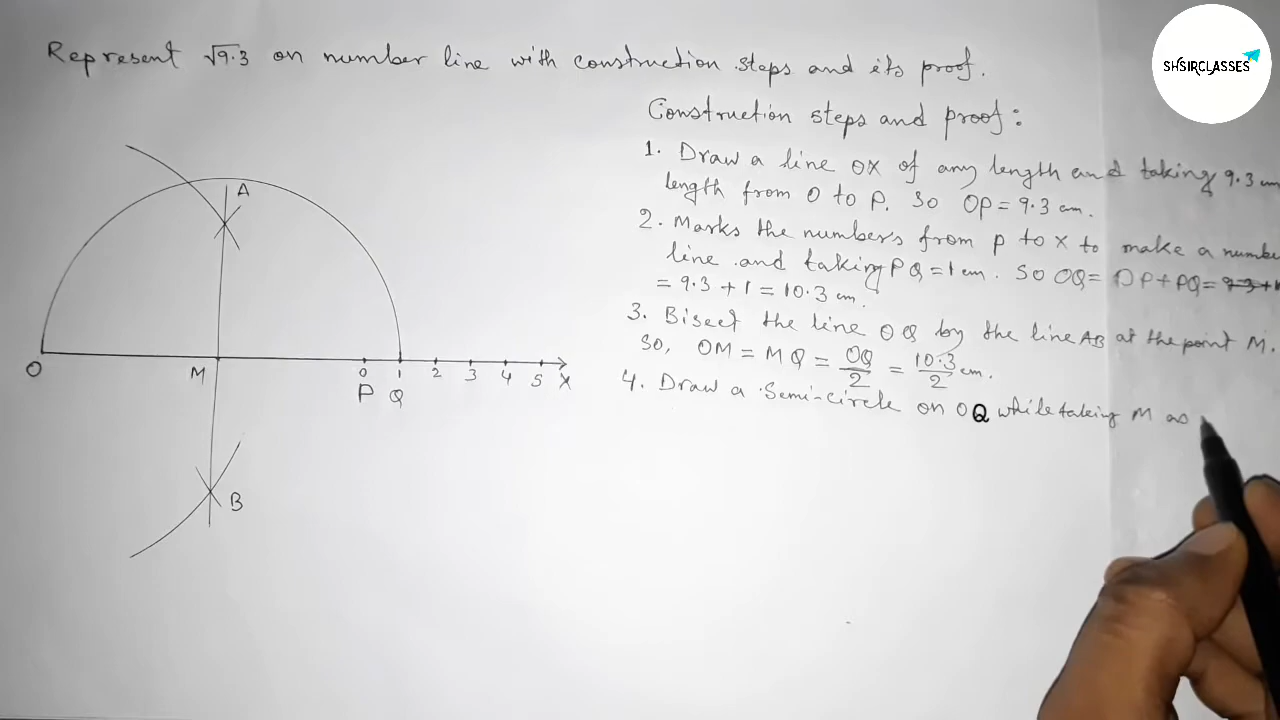 Represent √9.3 on number line with construction steps and its proof.
SHSIRCLASSES
Construction steps and proof:
1. Draw a line OX of any length and taking 9.3 cm
length from O to P. So OP = 9.3 cm.
2. Marks the numbers from P to X to make a number
line and taking PQ = 1 cm. So OQ = OP + PQ = 9.3+1
= 9.3 + 1 = 10.3 cm.
3. Bisect the line OQ by the line AB at the point M.
So, OM = MQ = OQ/2 = 10.3/2 cm.
4. Draw a Semi-circle on OQ while taking M as
A
O M 0 1 2 3 4 5 X
P Q
B